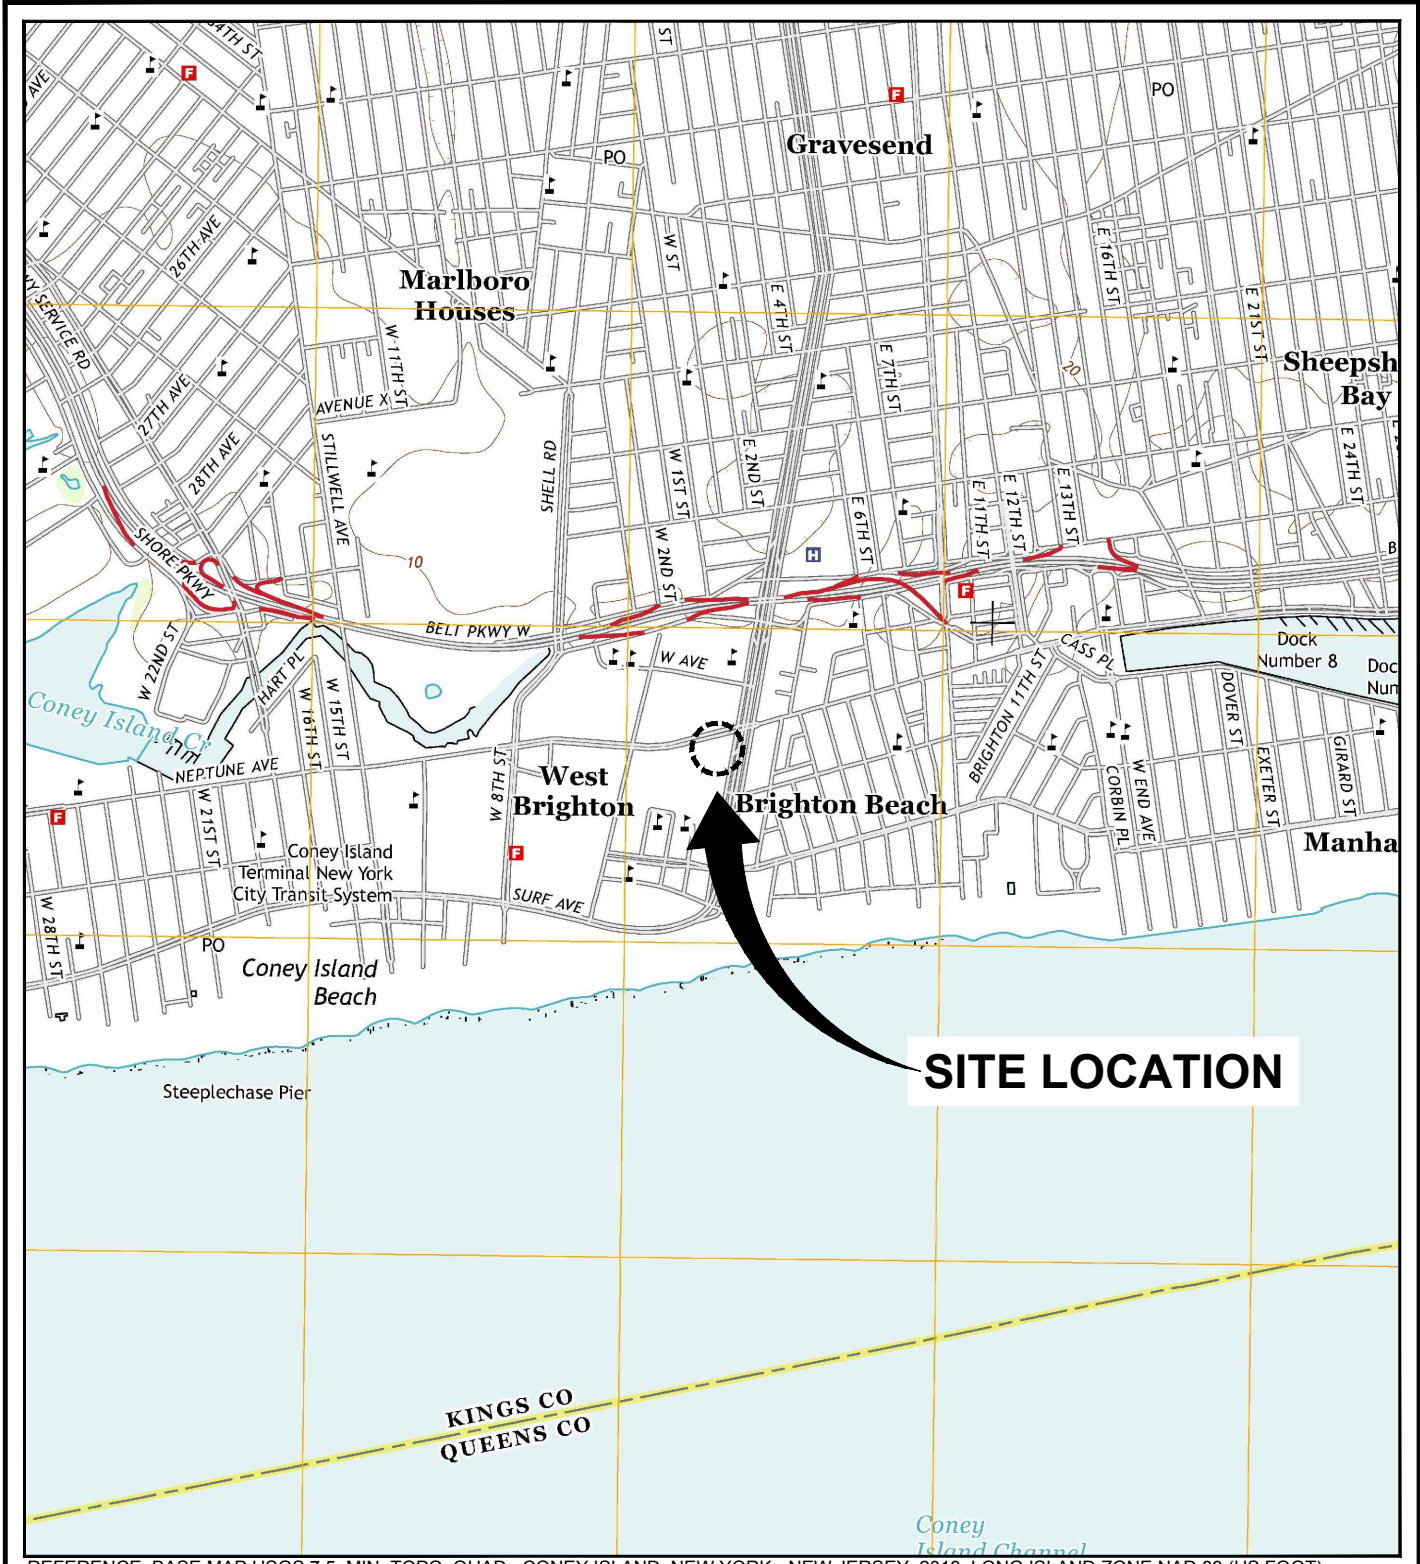 34TH ST
F
ST
F
PO
AVE
Gravesend
PO
26TH AVE
W ST
E 16TH ST
Marlboro
Houses
E 4TH ST
E 21ST ST
SERVICE RD
W 11TH ST
E 7TH ST
20
Sheepsh
Bay
27TH AVE
AVENUE X
28TH AVE
STILLWELL AVE
SHELL RD
W 1ST ST
E 2ND ST
E 24TH ST
E 11TH ST
E 12TH ST
E 13TH ST
E 6TH ST
10
H
W 2ND ST
SHORE PKWY
B
F
BELT PKWY W
W AVE
CASS PL
Dock
Number 8
Doc
Num
W 22ND ST
HART PL
W 16TH ST
W 15TH ST
Coney Island Cr
BRIGHTON 11TH ST
DOVER ST
NEPTUNE AVE
W 8TH ST
West
Brighton
Brighton Beach
CORBIN PL
W END AVE
EXETER ST
GIRARD ST
F
W 21ST ST
Manha
Coney Island
Terminal New York
City Transit System
F
SURF AVE
W 28TH ST
PO
Coney Island
Beach
SITE LOCATION
Steeplechase Pier
KINGS CO
QUEENS CO
Coney
Island Channel